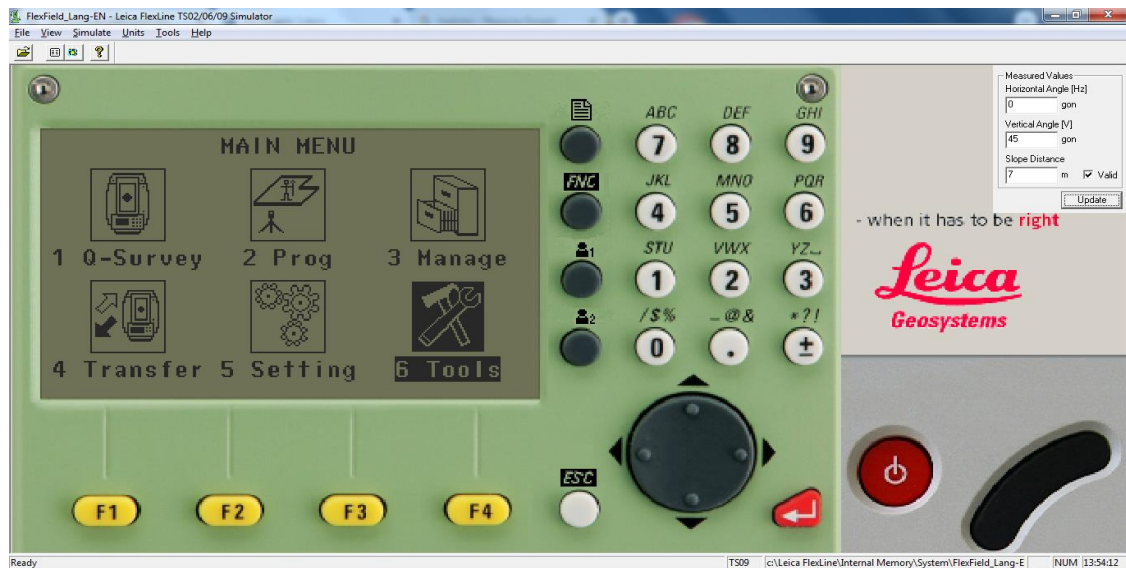 FlexField_Lang-EN - Leica FlexLine TS02/06/09 Simulator
File View Simulate Units Tools Help
MAIN MENU
1 Q-Survey 2 Prog 3 Manage
4 Transfer 5 Setting 6 Tools
F1 F2 F3 F4
ABC DEF GHI
7 8 9
FNC JKL MNO PQR
4 5 6
1 STU VWX YZ
1 2 3
2 /$% _@& *?!
0 . ±
ESC
Measured Values
Horizontal Angle [Hz]
0 gon
Vertical Angle [V]
45 gon
Slope Distance
7 m Valid
Update
- when it has to be right
Leica
Geosystems
Ready TS09 c:\Leica FlexLine\Internal Memory\System\FlexField_Lang-E NUM 13:54:12